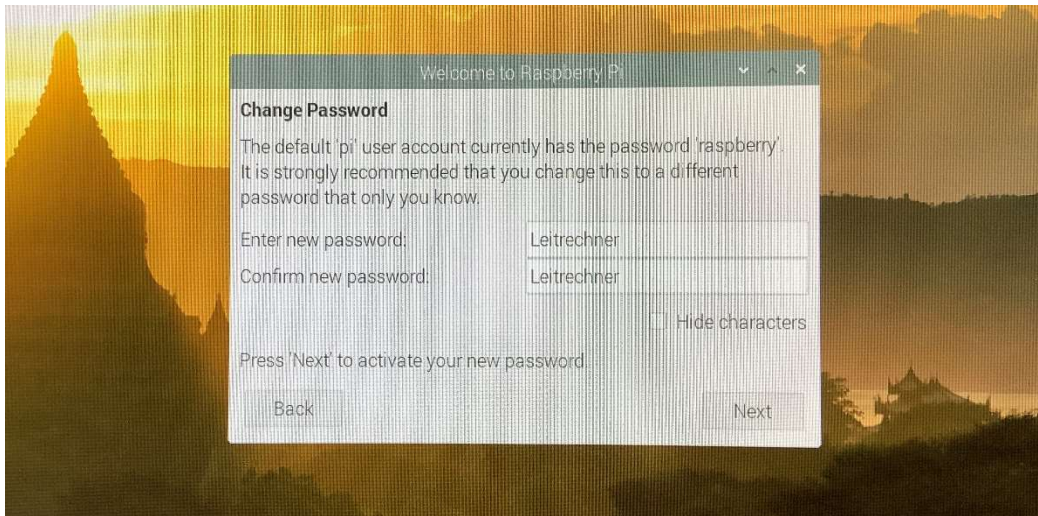 Welcome to Raspberry Pi
Change Password
The default 'pi' user account currently has the password 'raspberry'.
It is strongly recommended that you change this to a different
password that only you know.
Enter new password:
Leitrechner
Confirm new password:
Leitrechner
Hide characters
Press 'Next' to activate your new password.
Back
Next